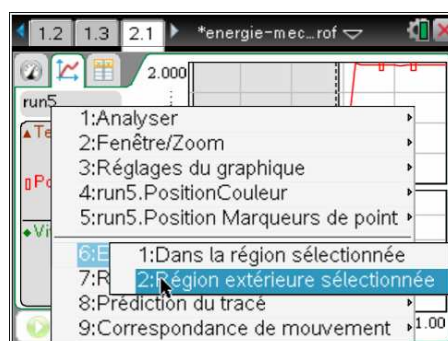 1.2 1.3 2.1 *energie-mec…rof
2.000
run5
1:Analyser
2:Fenêtre/Zoom
3:Réglages du graphique
4:run5.PositionCouleur
5:run5.Position Marqueurs de point
1:Dans la région sélectionnée
2:Région extérieure sélectionnée
8:Prédiction du tracé
9:Correspondance de mouvement
1.00